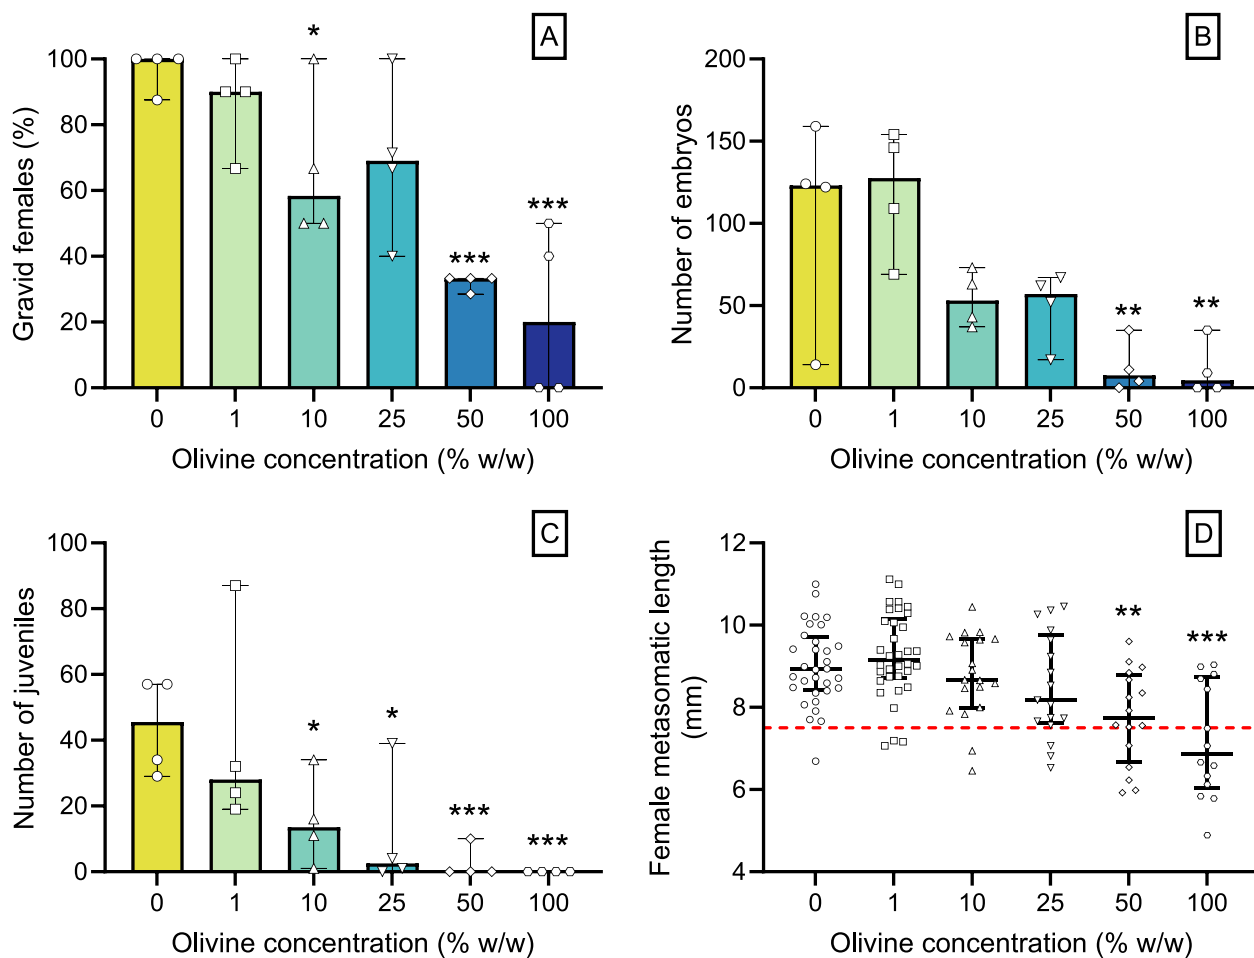 A
Gravid females (%)
100
80
60
40
20
0
*
***
***
0 1 10 25 50 100
Olivine concentration (% w/w)
B
Number of embryos
200
150
100
50
0
**
**
0 1 10 25 50 100
Olivine concentration (% w/w)
C
Number of juveniles
100
80
60
40
20
0
*
*
***
***
0 1 10 25 50 100
Olivine concentration (% w/w)
D
Female metasomatic length
(mm)
12
10
8
6
4
**
***
0 1 10 25 50 100
Olivine concentration (% w/w)